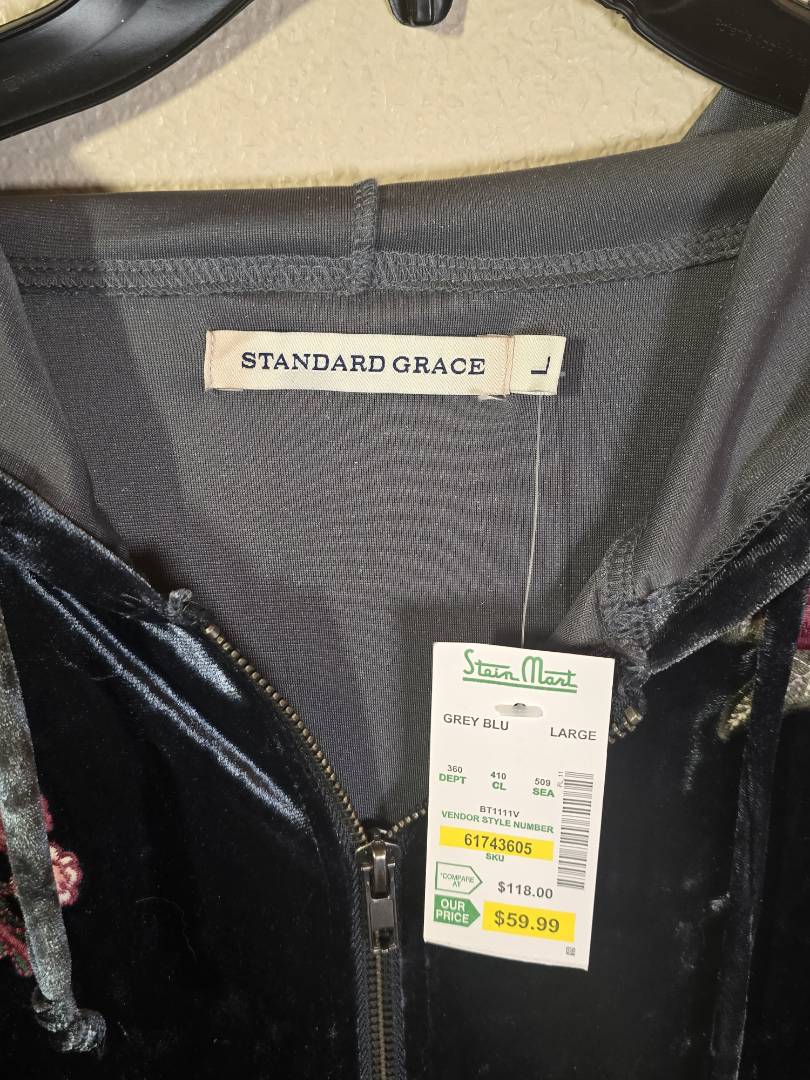 STANDARD GRACE
L
Stein Mart
GREY BLU LARGE
360 410 509
DEPT CL SEA
BT1111V
VENDOR STYLE NUMBER
61743605
SKU
*COMPARE AT $118.00
OUR PRICE $59.99